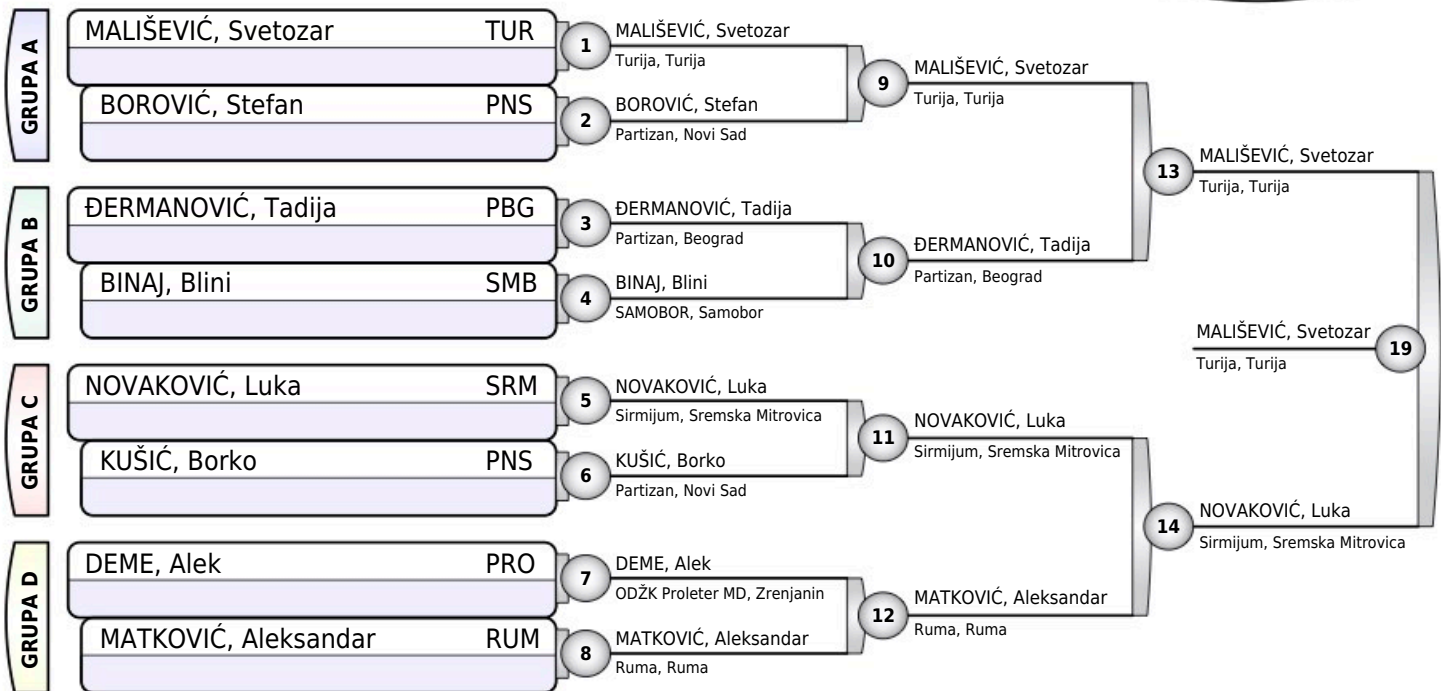 GRUPA A
MALIŠEVIĆ, Svetozar TUR
BOROVIĆ, Stefan PNS
GRUPA B
ĐERMANOVIĆ, Tadija PBG
BINAJ, Blini SMB
GRUPA C
NOVAKOVIĆ, Luka SRM
KUŠIĆ, Borko PNS
GRUPA D
DEME, Alek PRO
MATKOVIĆ, Aleksandar RUM
1
MALIŠEVIĆ, Svetozar
Turija, Turija
2
BOROVIĆ, Stefan
Partizan, Novi Sad
3
ĐERMANOVIĆ, Tadija
Partizan, Beograd
4
BINAJ, Blini
SAMOBOR, Samobor
5
NOVAKOVIĆ, Luka
Sirmijum, Sremska Mitrovica
6
KUŠIĆ, Borko
Partizan, Novi Sad
7
DEME, Alek
ODŽK Proleter MD, Zrenjanin
8
MATKOVIĆ, Aleksandar
Ruma, Ruma
9
MALIŠEVIĆ, Svetozar
Turija, Turija
10
ĐERMANOVIĆ, Tadija
Partizan, Beograd
11
NOVAKOVIĆ, Luka
Sirmijum, Sremska Mitrovica
12
MATKOVIĆ, Aleksandar
Ruma, Ruma
13
MALIŠEVIĆ, Svetozar
Turija, Turija
14
NOVAKOVIĆ, Luka
Sirmijum, Sremska Mitrovica
MALIŠEVIĆ, Svetozar
Turija, Turija
19